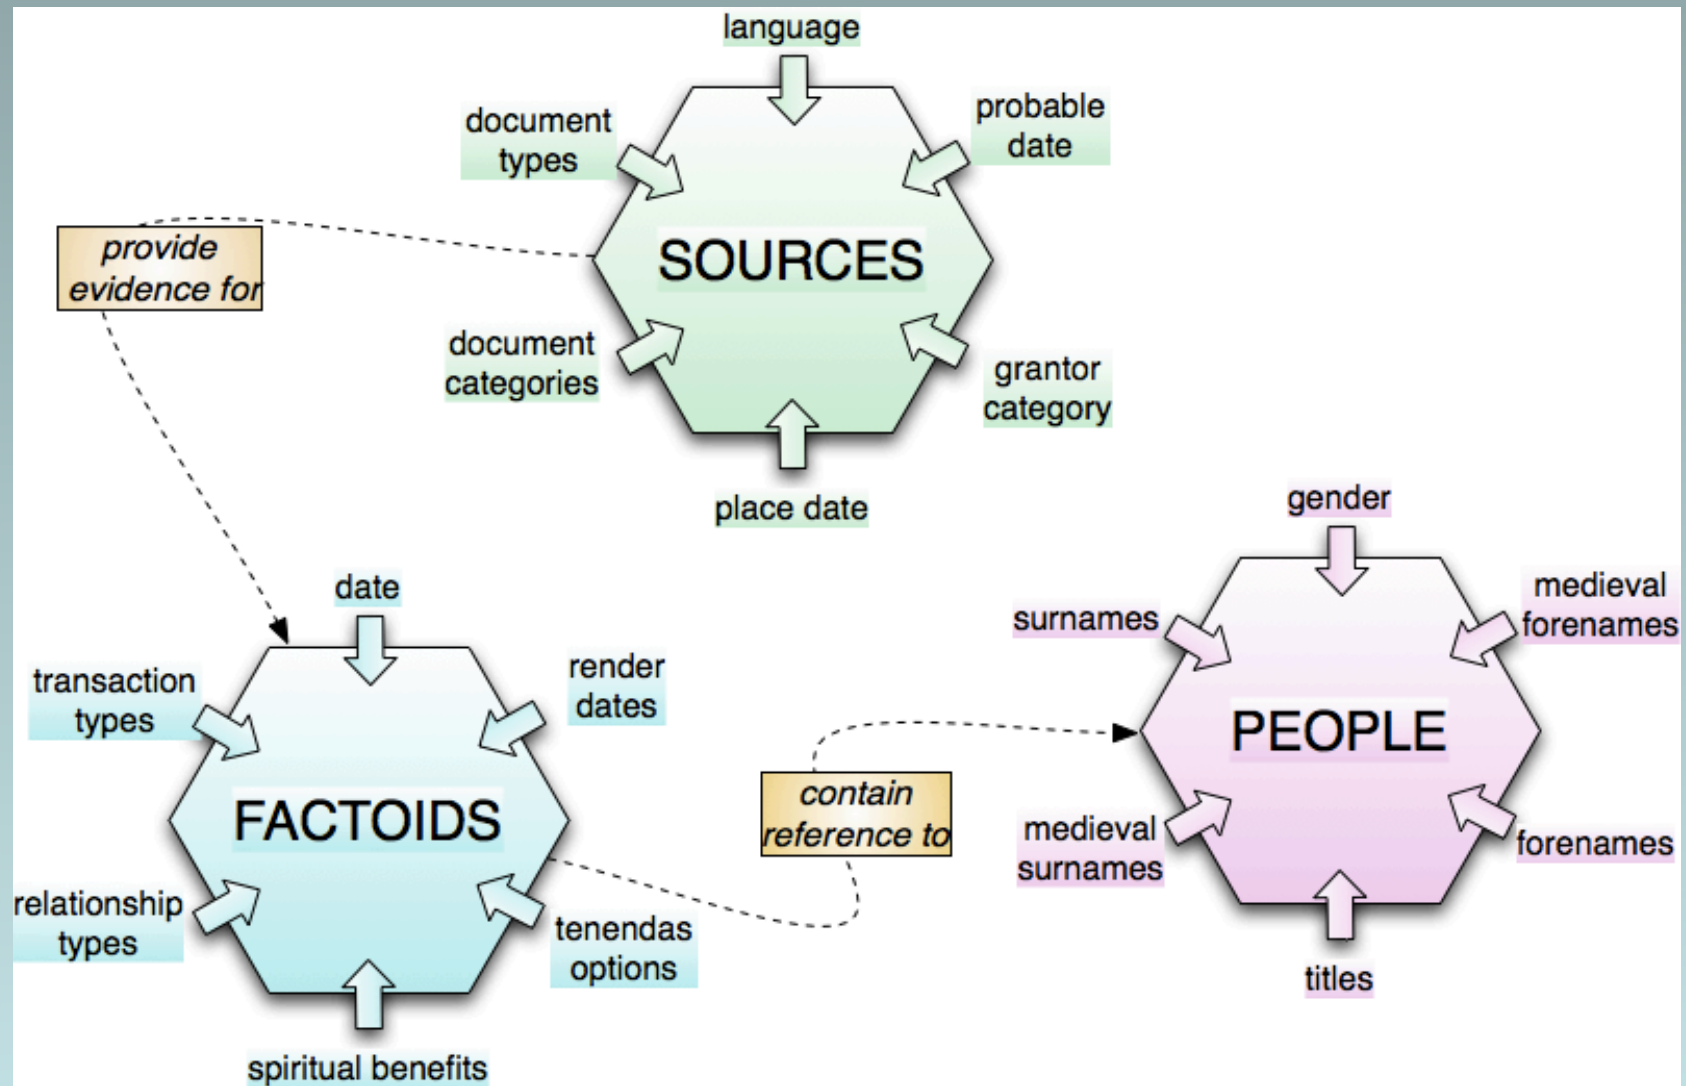 language
document
types
probable
date
provide
evidence for
SOURCES
document
categories
grantor
category
place date
date
transaction
types
render
dates
FACTOIDS
relationship
types
tenendas
options
spiritual benefits
contain
reference to
gender
surnames
medieval
forenames
PEOPLE
medieval
surnames
forenames
titles